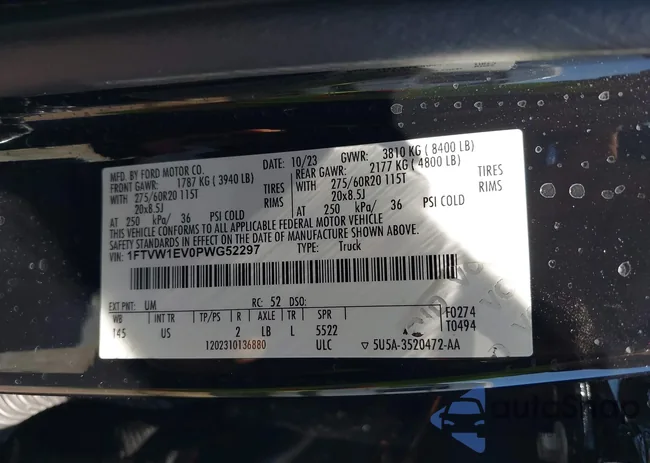 MFD. BY FORD MOTOR CO.
DATE: 10/23 GVWR: 3810 KG ( 8400 LB)
FRONT GAWR: 1787 KG ( 3940 LB)
REAR GAWR: 2177 KG ( 4800 LB)
WITH 275/60R20 115T TIRES
WITH 275/60R20 115T TIRES
20x8.5J RIMS
20x8.5J RIMS
AT 250 kPa/ 36 PSI COLD
AT 250 kPa/ 36 PSI COLD
THIS VEHICLE CONFORMS TO ALL APPLICABLE FEDERAL MOTOR VEHICLE
SAFETY STANDARDS IN EFFECT ON THE DATE OF MANUFACTURE SHOWN ABOVE.
VIN: 1FTVW1EV0PWG52297
TYPE: Truck
EXT PNT: UM RC: 52 DSO:
WB INT TR TP/PS R AXLE TR SPR
145 US 2 LB L 5522
F0274
T0494
1202310136880 ULC 5U5A-3520472-AA
autoShop